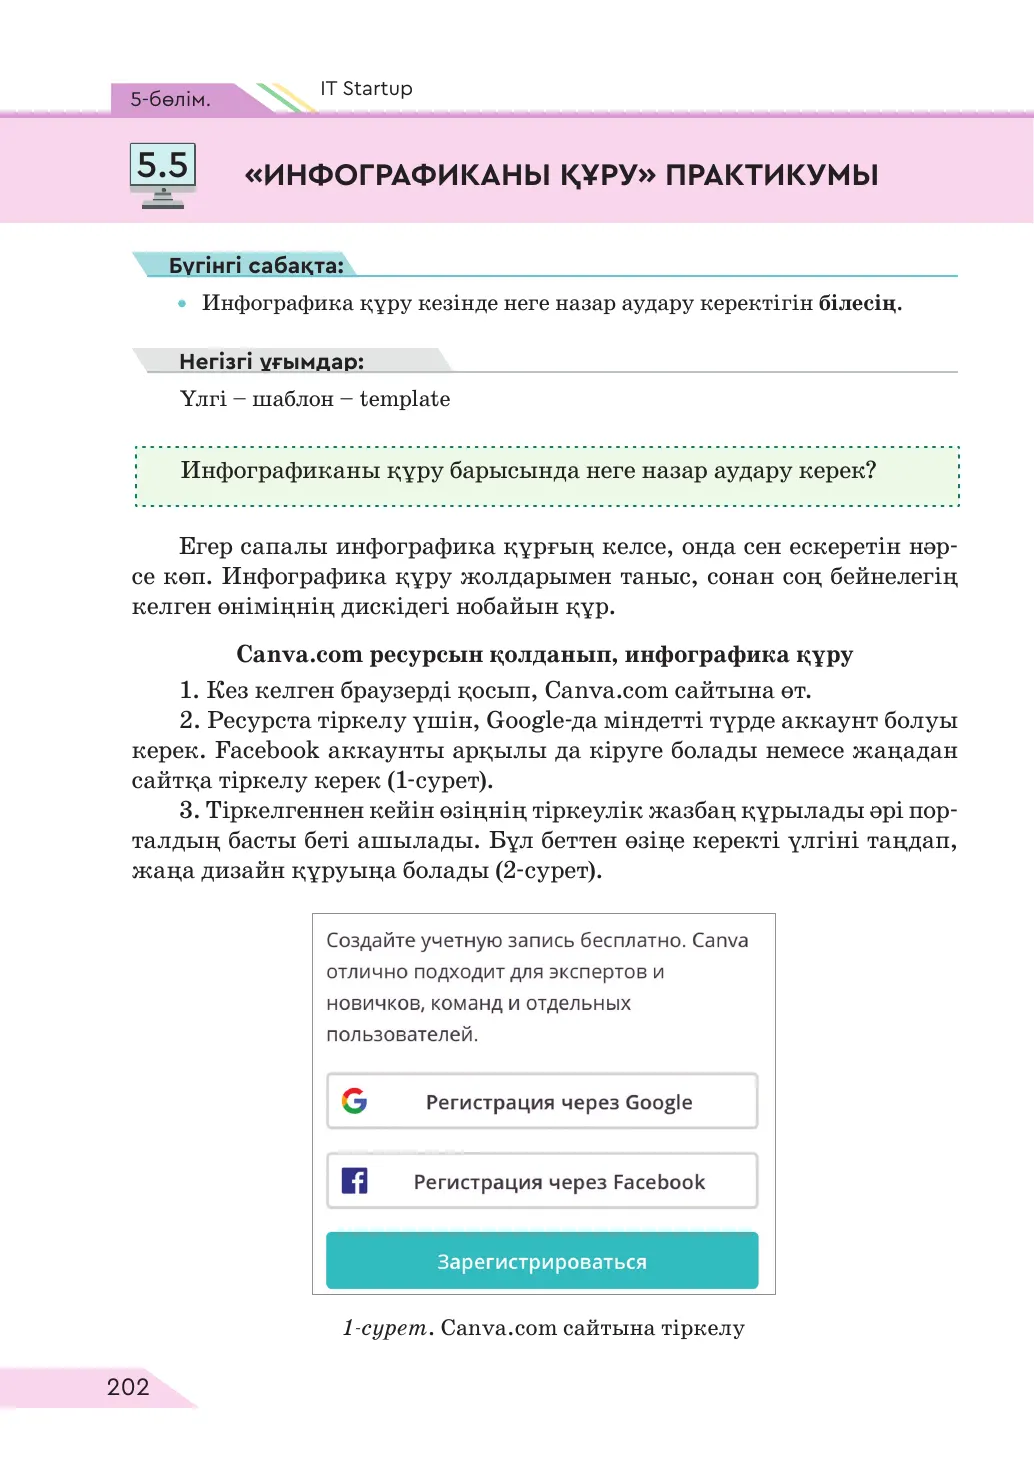 5-бөлім.
IT Startup
5.5
«ИНФОГРАФИКАНЫ ҚҰРУ» ПРАКТИКУМЫ
Бүгінгі сабақта:
• Инфографика құру кезінде неге назар аудару керектігін білесің.
Негізгі ұғымдар:
Үлгі – шаблон – template
Инфографиканы құру барысында неге назар аудару керек?
Егер сапалы инфографика құрғың келсе, онда сен ескеретін нәр-
се көп. Инфографика құру жолдарымен таныс, сонан соң бейнелегің
келген өніміңнің дискідегі нобайын құр.
Canva.com ресурсын қолданып, инфографика құру
1. Кез келген браузерді қосып, Canva.com сайтына өт.
2. Ресурста тіркелу үшін, Google-да міндетті түрде аккаунт болуы
керек. Facebook аккаунты арқылы да кіруге болады немесе жаңадан
сайтқа тіркелу керек (1-сурет).
3. Тіркелгеннен кейін өзіңнің тіркеулік жазбаң құрылады әрі пор-
талдың басты беті ашылады. Бұл беттен өзіңе керекті үлгіні таңдап,
жаңа дизайн құруыңа болады (2-сурет).
Создайте учетную запись бесплатно. Canva
отлично подходит для экспертов и
новичков, команд и отдельных
пользователей.
Регистрация через Google
Регистрация через Facebook
Зарегистрироваться
1-сурет. Canva.com сайтына тіркелу
202